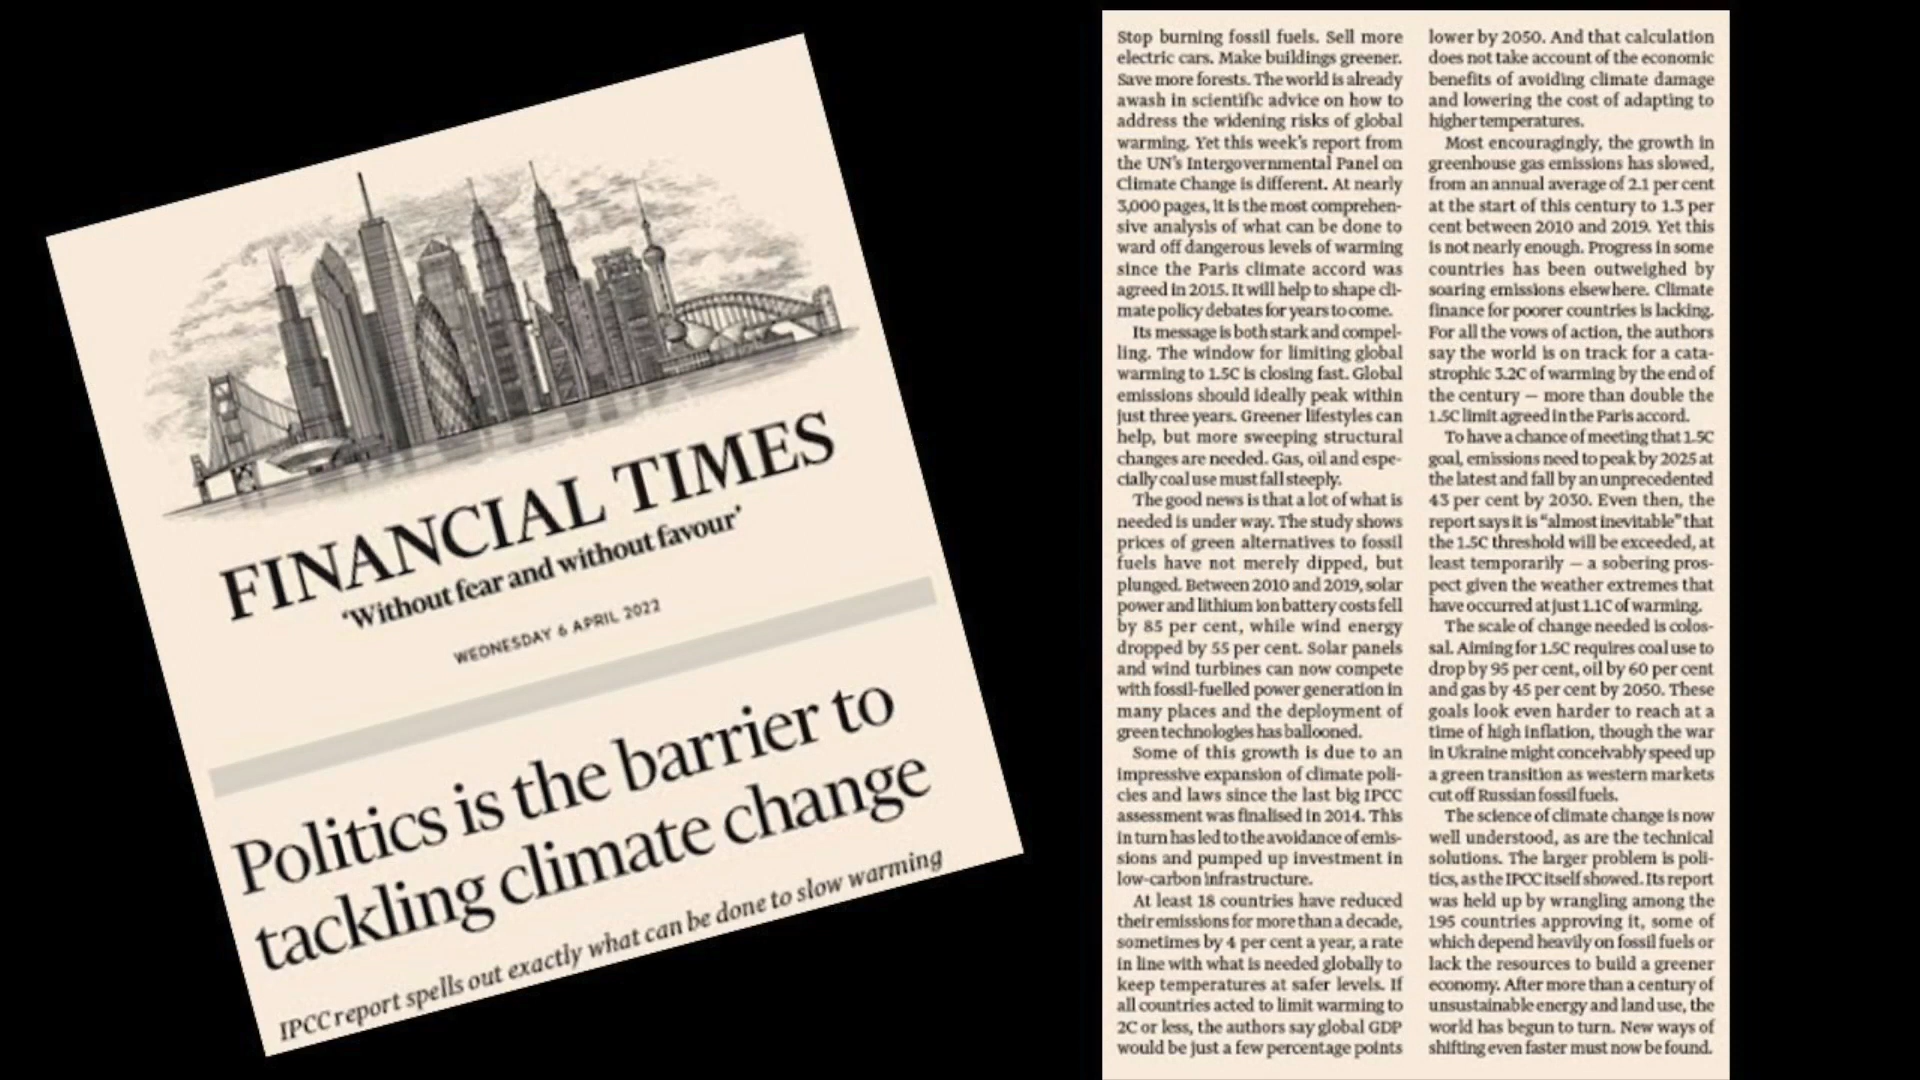 FINANCIAL TIMES
‘Without fear and without favour’
WEDNESDAY 6 APRIL 2022
Politics is the barrier to
tackling climate change
IPCC report spells out exactly what can be done to slow warming
Stop burning fossil fuels. Sell more
electric cars. Make buildings greener.
Save more forests. The world is already
awash in scientific advice on how to
address the widening risks of global
warming. Yet this week’s report from
the UN’s Intergovernmental Panel on
Climate Change is different. At nearly
3,000 pages, it is the most comprehen-
sive analysis of what can be done to
ward off dangerous levels of warming
since the Paris climate accord was
agreed in 2015. It will help to shape cli-
mate policy debates for years to come.
Its message is both stark and compel-
ling. The window for limiting global
warming to 1.5C is closing fast. Global
emissions should ideally peak within
just three years. Greener lifestyles can
help, but more sweeping structural
changes are needed. Gas, oil and espe-
cially coal use must fall steeply.
The good news is that a lot of what is
needed is under way. The study shows
prices of green alternatives to fossil
fuels have not merely dipped, but
plunged. Between 2010 and 2019, solar
power and lithium ion battery costs fell
by 85 per cent, while wind energy
dropped by 55 per cent. Solar panels
and wind turbines can now compete
with fossil-fuelled power generation in
many places and the deployment of
green technologies has ballooned.
Some of this growth is due to an
impressive expansion of climate poli-
cies and laws since the last big IPCC
assessment was finalised in 2014. This
in turn has led to the avoidance of emis-
sions and pumped up investment in
low-carbon infrastructure.
At least 18 countries have reduced
their emissions for more than a decade,
sometimes by 4 per cent a year, a rate
in line with what is needed globally to
keep temperatures at safer levels. If
all countries acted to limit warming to
2C or less, the authors say global GDP
would be just a few percentage points
lower by 2050. And that calculation
does not take account of the economic
benefits of avoiding climate damage
and lowering the cost of adapting to
higher temperatures.
Most encouragingly, the growth in
greenhouse gas emissions has slowed,
from an annual average of 2.1 per cent
at the start of this century to 1.3 per
cent between 2010 and 2019. Yet this
is not nearly enough. Progress in some
countries has been outweighed by
soaring emissions elsewhere. Climate
finance for poorer countries is lacking.
For all the vows of action, the authors
say the world is on track for a cata-
strophic 3.2C of warming by the end of
the century — more than double the
1.5C limit agreed in the Paris accord.
To have a chance of meeting that 1.5C
goal, emissions need to peak by 2025 at
the latest and fall by an unprecedented
43 per cent by 2030. Even then, the
report says it is “almost inevitable” that
the 1.5C threshold will be exceeded, at
least temporarily — a sobering pros-
pect given the weather extremes that
have occurred at just 1.1C of warming.
The scale of change needed is colos-
sal. Aiming for 1.5C requires coal use to
drop by 95 per cent, oil by 60 per cent
and gas by 45 per cent by 2050. These
goals look even harder to reach at a
time of high inflation, though the war
in Ukraine might conceivably speed up
a green transition as western markets
cut off Russian fossil fuels.
The science of climate change is now
well understood, as are the technical
solutions. The larger problem is poli-
tics, as the IPCC itself showed. Its report
was held up by wrangling among the
195 countries approving it, some of
which depend heavily on fossil fuels or
lack the resources to build a greener
economy. After more than a century of
unsustainable energy and land use, the
world has begun to turn. New ways of
shifting even faster must now be found.